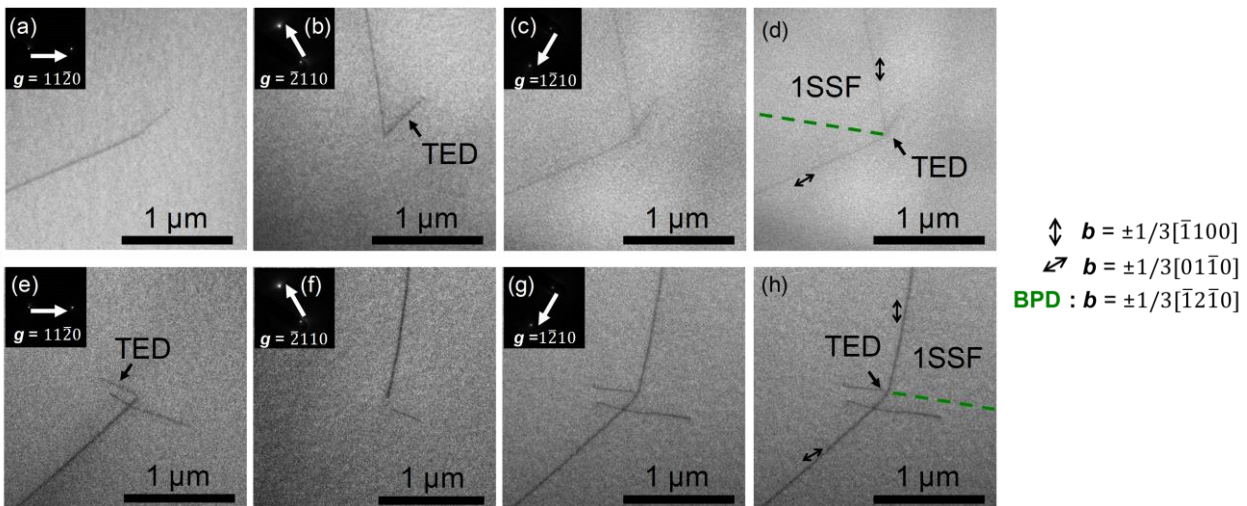 (a)
g = 112̅0
1 μm
(b)
g = 2̅110
TED
1 μm
(c)
g = 12̅10
1 μm
(d)
1SSF
TED
1 μm
(e)
g = 112̅0
TED
1 μm
(f)
g = 2̅110
1 μm
(g)
g = 12̅10
1 μm
(h)
TED
1SSF
1 μm
b = ±1/3[1̅100]
b = ±1/3[011̅0]
BPD : b = ±1/3[1̅21̅0]